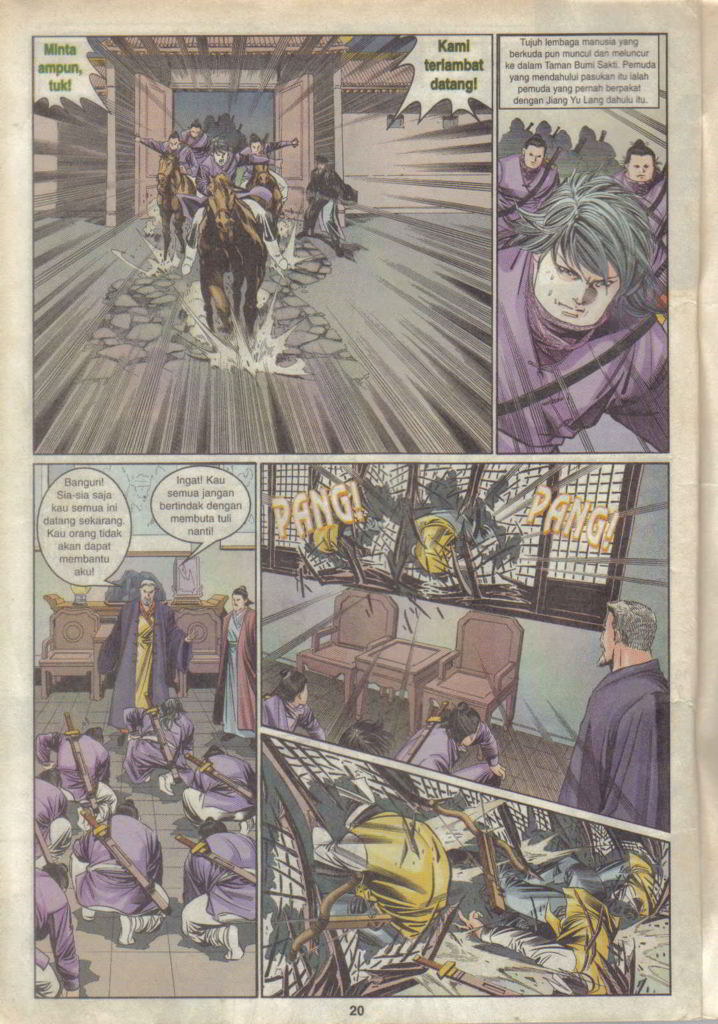 Minta
ampun,
tuk!
Kami
terlambat
datang!
Tujuh lembaga manusia yang
berkuda pun muncul dan meluncur
ke dalam Taman Bumi Sakti. Pemuda
yang mendahului pasukan itu ialah
pemuda yang pernah berpakat
dengan Jiang Yu Lang dahulu itu.
Bangun!
Sia-sia saja
kau semua ini
datang sekarang.
Kau orang tidak
akan dapat
membantu
aku!
Ingat! Kau
semua jangan
bertindak dengan
membuta tuli
nanti!
PANG!
PANG!
20